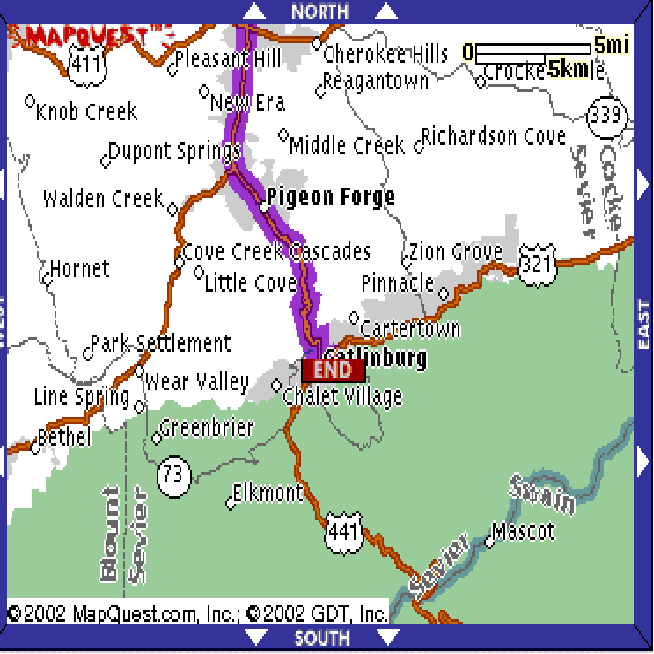 NORTH
MAPQUEST
411
Pleasant Hill
Cherokee Hills
0
5mi
5km
Reagantown
Knob Creek
New Era
339
Dupont Springs
Middle Creek
Richardson Cove
Sevier
Cocke
Walden Creek
Pigeon Forge
Cove Creek Cascades
Zion Grove
321
Hornet
Little Cove
Pinnacle
WEST
EAST
Cartertown
Park Settlement
Gatlinburg
END
Wear Valley
Line Spring
Chalet Village
Bethel
Greenbrier
73
Elkmont
Swain
Blount
Sevier
441
Mascot
Sevier
© 2002 MapQuest.com, Inc.; © 2002 GDT, Inc.
SOUTH